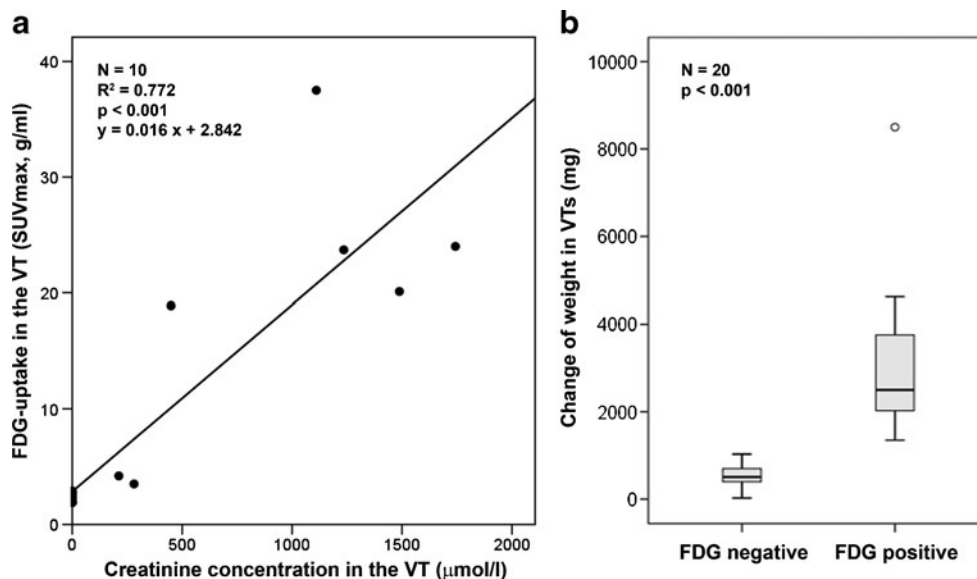 a
FDG-uptake in the VT (SUVmax, g/ml)
40
30
20
10
0
N = 10
R² = 0.772
p < 0.001
y = 0.016 x + 2.842
0 500 1000 1500 2000
Creatinine concentration in the VT (µmol/l)
b
Change of weight in VTs (mg)
10000
8000
6000
4000
2000
0
N = 20
p < 0.001
FDG negative FDG positive